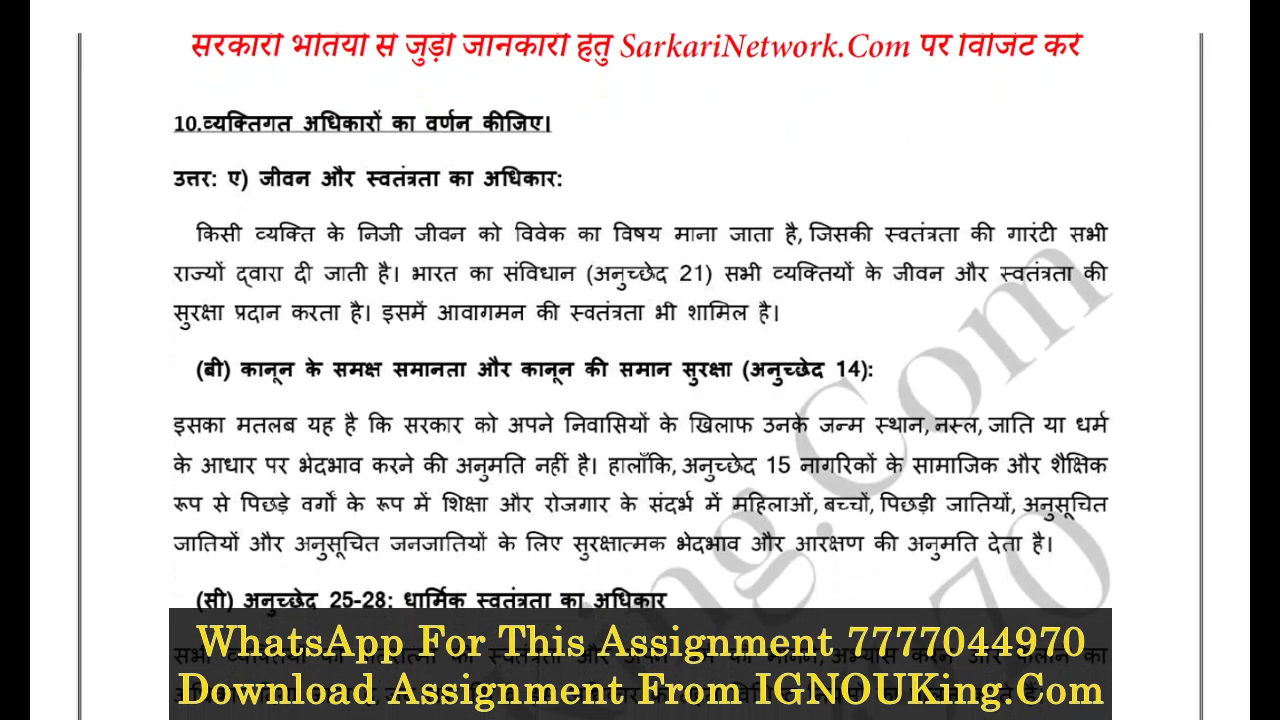 सरकारी भर्तियों से जुड़ी जानकारी हेतु SarkariNetwork.Com पर विजिट करें
10.व्यक्तिगत अधिकारों का वर्णन कीजिए।
उत्तर: ए) जीवन और स्वतंत्रता का अधिकार:
किसी व्यक्ति के निजी जीवन को विवेक का विषय माना जाता है, जिसकी स्वतंत्रता की गारंटी सभी
राज्यों द्वारा दी जाती है। भारत का संविधान (अनुच्छेद 21) सभी व्यक्तियों के जीवन और स्वतंत्रता की
सुरक्षा प्रदान करता है। इसमें आवागमन की स्वतंत्रता भी शामिल है।
(बी) कानून के समक्ष समानता और कानून की समान सुरक्षा (अनुच्छेद 14):
इसका मतलब यह है कि सरकार को अपने निवासियों के खिलाफ उनके जन्म स्थान, नस्ल, जाति या धर्म
के आधार पर भेदभाव करने की अनुमति नहीं है। हालाँकि, अनुच्छेद 15 नागरिकों के सामाजिक और शैक्षिक
रूप से पिछड़े वर्गों के रूप में शिक्षा और रोजगार के संदर्भ में महिलाओं, बच्चों, पिछड़ी जातियों, अनुसूचित
जातियों और अनुसूचित जनजातियों के लिए सुरक्षात्मक भेदभाव और आरक्षण की अनुमति देता है।
(सी) अनुच्छेद 25-28: धार्मिक स्वतंत्रता का अधिकार
WhatsApp For This Assignment 7777044970
Download Assignment From IGNOUKing.Com